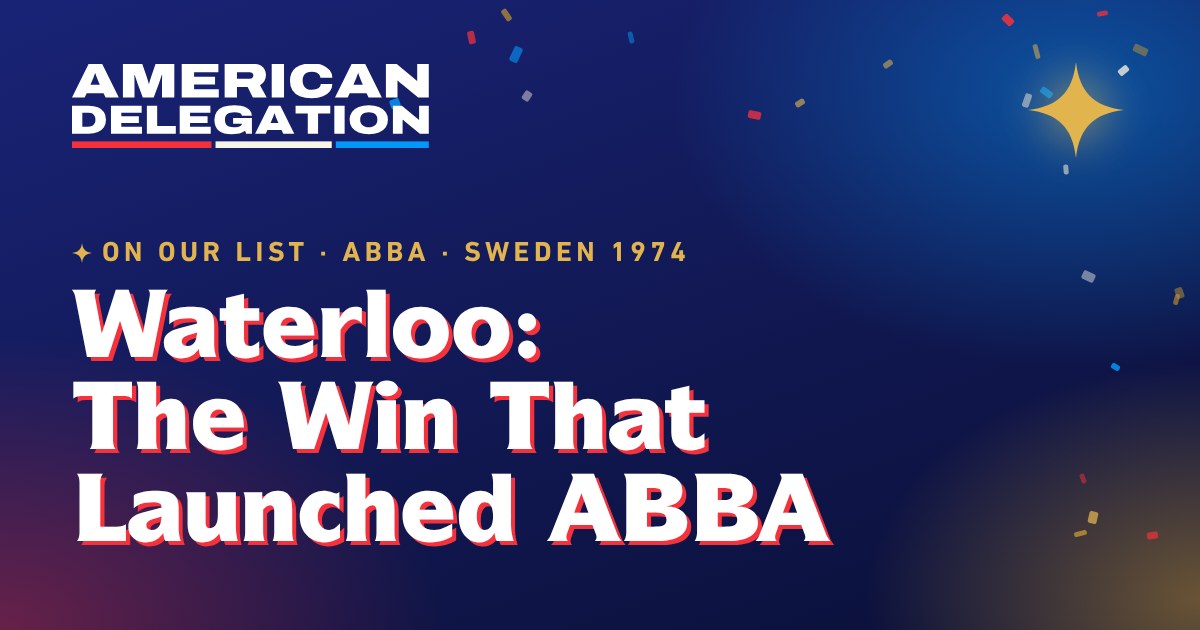 AMERICAN
DELEGATION
✦ ON OUR LIST · ABBA · SWEDEN 1974
Waterloo:
The Win That
Launched ABBA